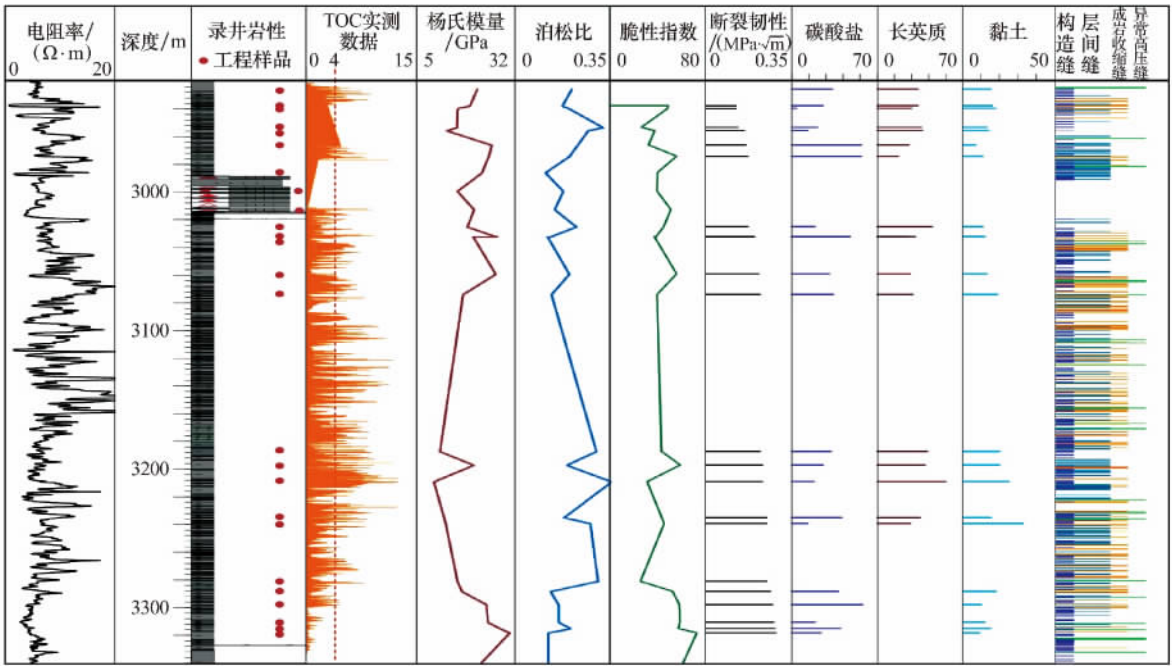 电阻率/
(Ω·m)
0 20
深度/m
录井岩性
工程样品
TOC实测
数据
0 4 15
杨氏模量
/GPa
5 32
泊松比
0 0.35
脆性指数
0 80
断裂韧性
/(MPa·√m)
0 0.35
碳酸盐
0 70
长英质
0 70
黏土
0 50
构造缝
层间缝
成岩收缩缝
异常高压缝
3000
3100
3200
3300